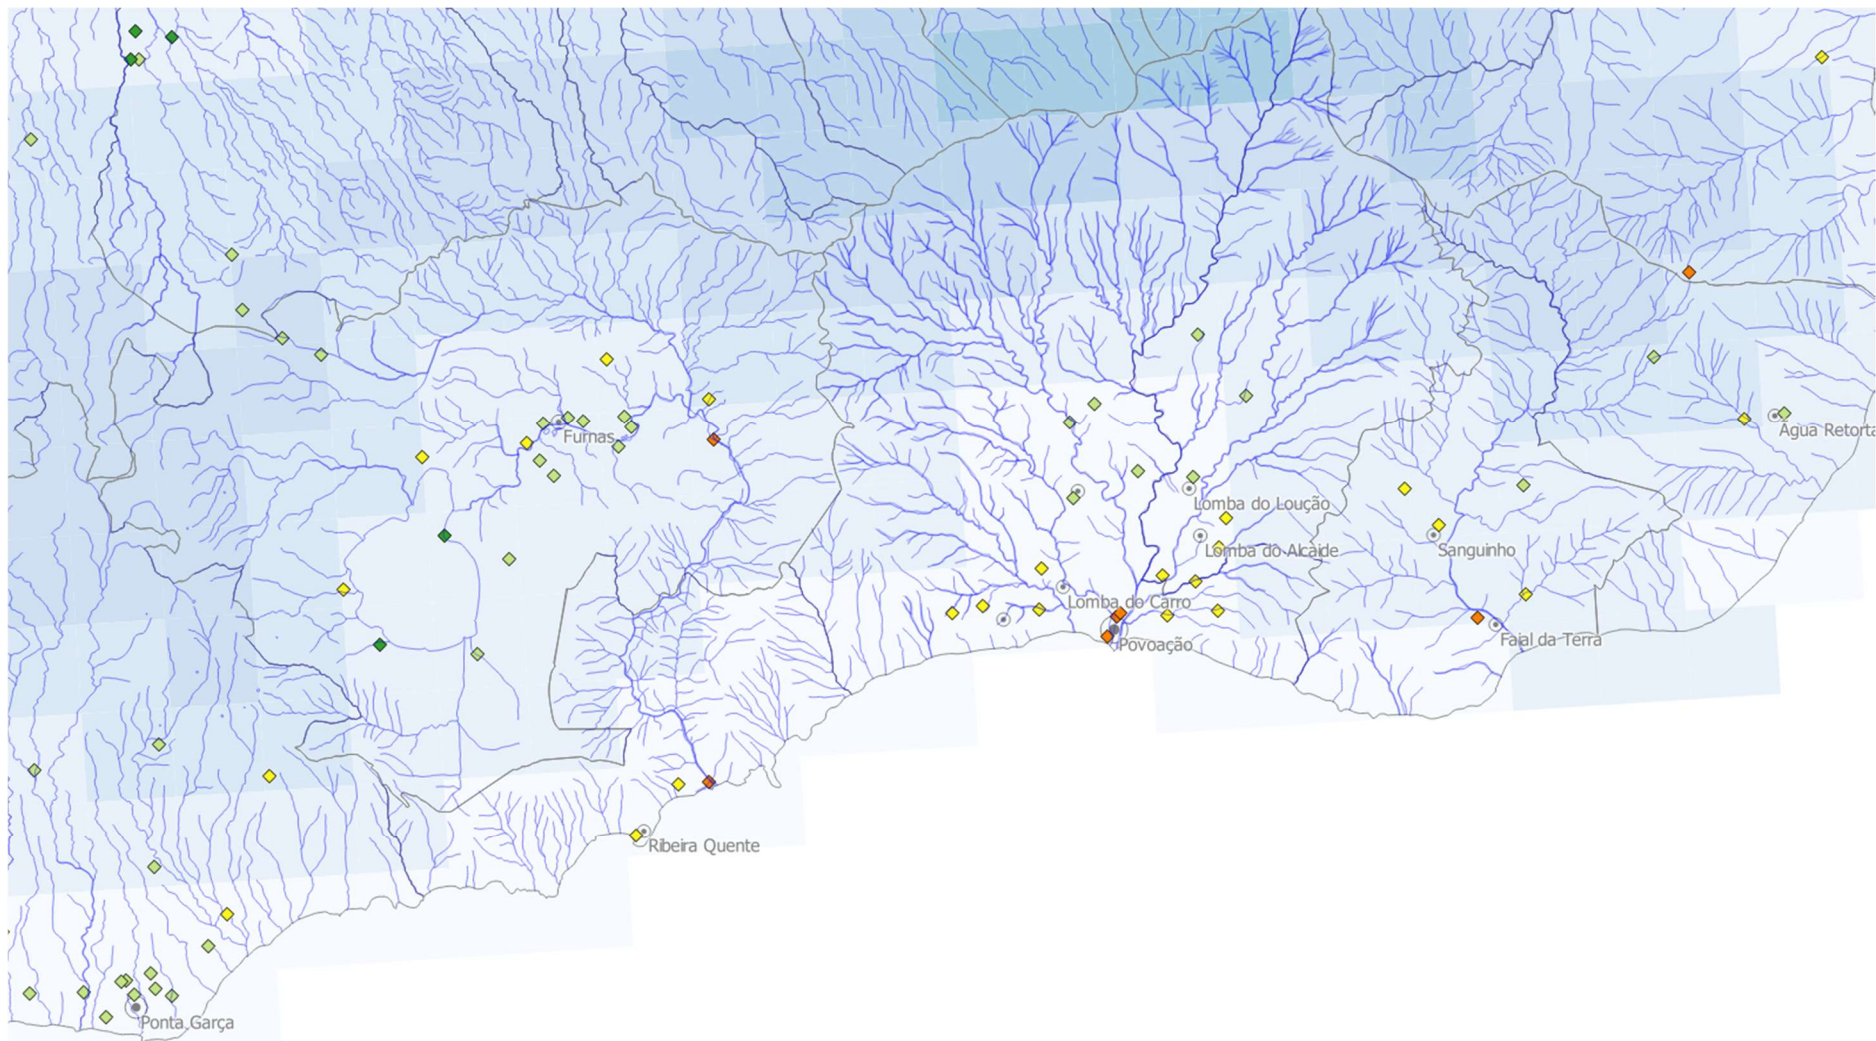 Furnas
Água Retorta
Lomba do Loução
Lomba do Alcaide
Sanguinho
Lomba do Carro
Povoação
Faial da Terra
Ribeira Quente
Ponta Garça